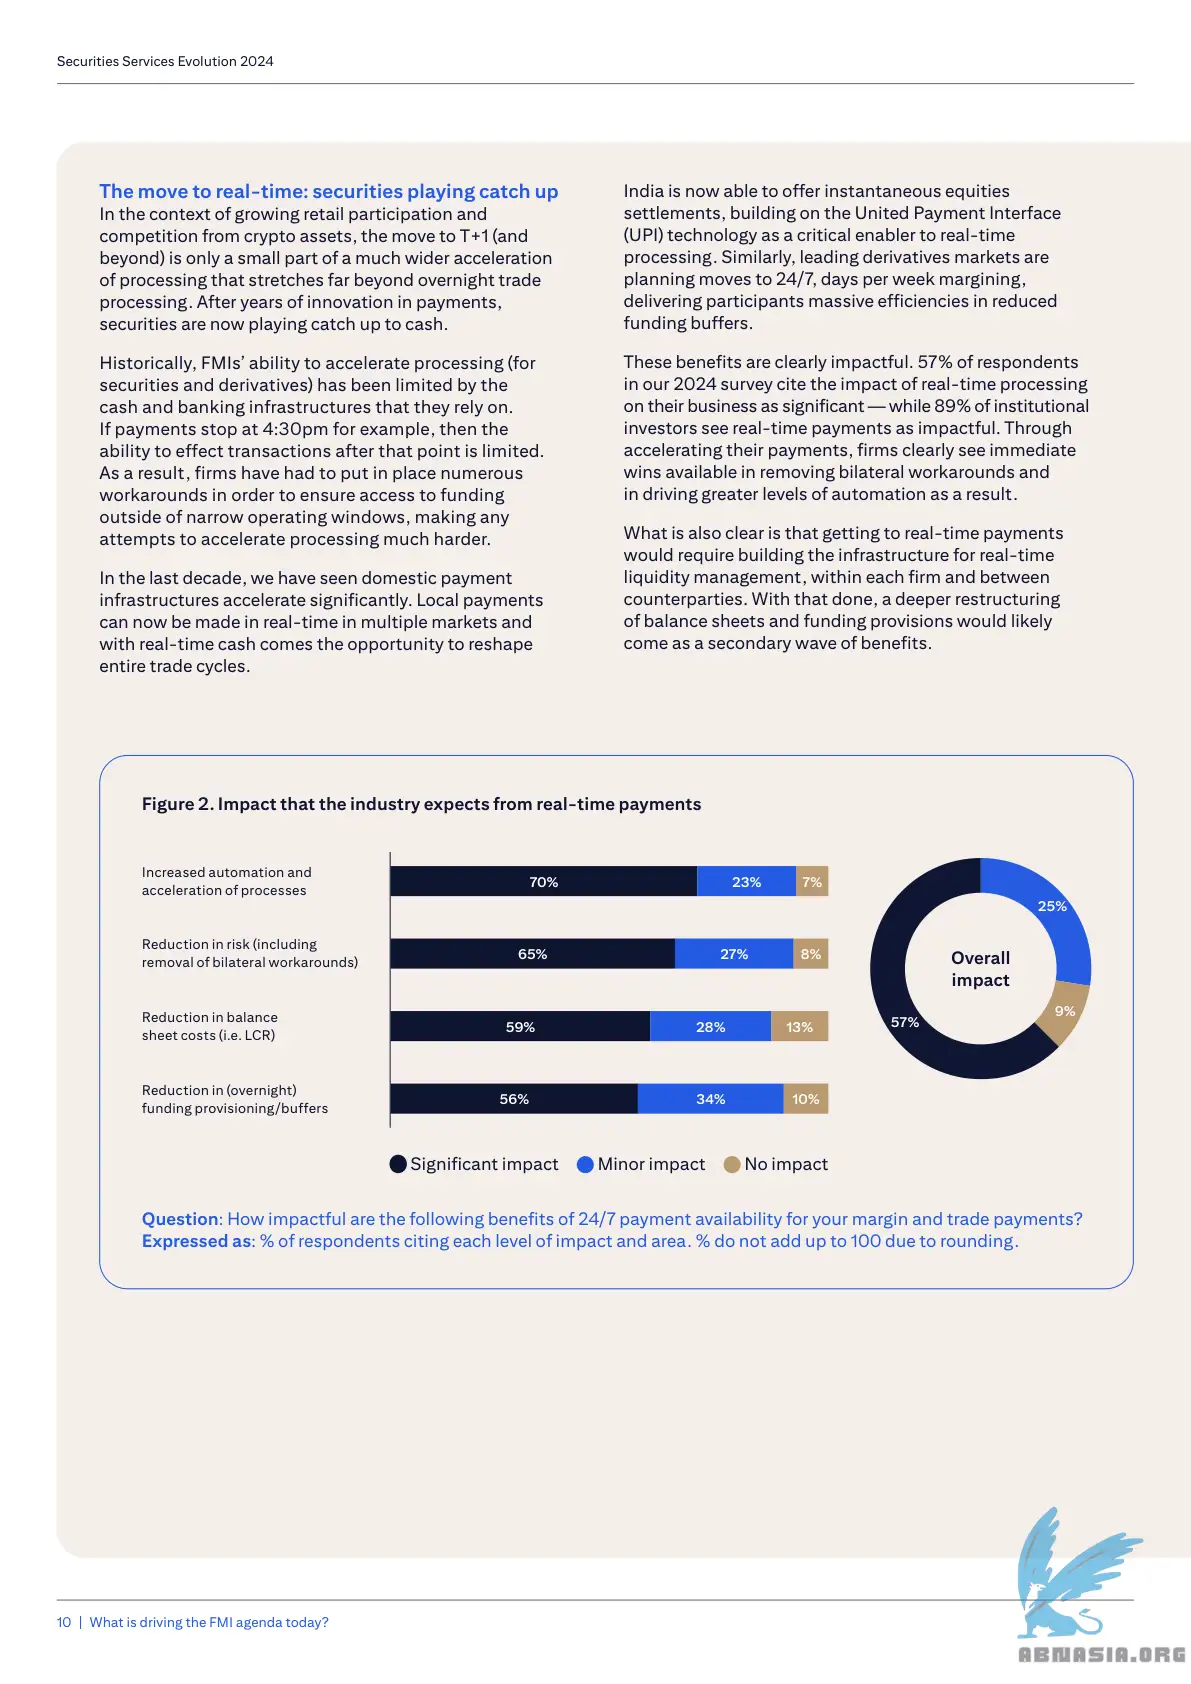 Securities Services Evolution 2024
The move to real-time: securities playing catch up
In the context of growing retail participation and
competition from crypto assets, the move to T+1 (and
beyond) is only a small part of a much wider acceleration
of processing that stretches far beyond overnight trade
processing. After years of innovation in payments,
securities are now playing catch up to cash.
Historically, FMIs’ ability to accelerate processing (for
securities and derivatives) has been limited by the
cash and banking infrastructures that they rely on.
If payments stop at 4:30pm for example, then the
ability to effect transactions after that point is limited.
As a result, firms have had to put in place numerous
workarounds in order to ensure access to funding
outside of narrow operating windows, making any
attempts to accelerate processing much harder.
In the last decade, we have seen domestic payment
infrastructures accelerate significantly. Local payments
can now be made in real-time in multiple markets and
with real-time cash comes the opportunity to reshape
entire trade cycles.
India is now able to offer instantaneous equities
settlements, building on the United Payment Interface
(UPI) technology as a critical enabler to real-time
processing. Similarly, leading derivatives markets are
planning moves to 24/7, days per week margining,
delivering participants massive efficiencies in reduced
funding buffers.
These benefits are clearly impactful. 57% of respondents
in our 2024 survey cite the impact of real-time processing
on their business as significant — while 89% of institutional
investors see real-time payments as impactful. Through
accelerating their payments, firms clearly see immediate
wins available in removing bilateral workarounds and
in driving greater levels of automation as a result.
What is also clear is that getting to real-time payments
would require building the infrastructure for real-time
liquidity management, within each firm and between
counterparties. With that done, a deeper restructuring
of balance sheets and funding provisions would likely
come as a secondary wave of benefits.
Figure 2. Impact that the industry expects from real-time payments
Increased automation and
acceleration of processes
70% 23% 7%
Reduction in risk (including
removal of bilateral workarounds)
65% 27% 8%
Reduction in balance
sheet costs (i.e. LCR)
59% 28% 13%
Reduction in (overnight)
funding provisioning/buffers
56% 34% 10%
Significant impact Minor impact No impact
Overall
impact
25%
9%
57%
Question: How impactful are the following benefits of 24/7 payment availability for your margin and trade payments?
Expressed as: % of respondents citing each level of impact and area. % do not add up to 100 due to rounding.
10 | What is driving the FMI agenda today?
ABNASIA.ORG